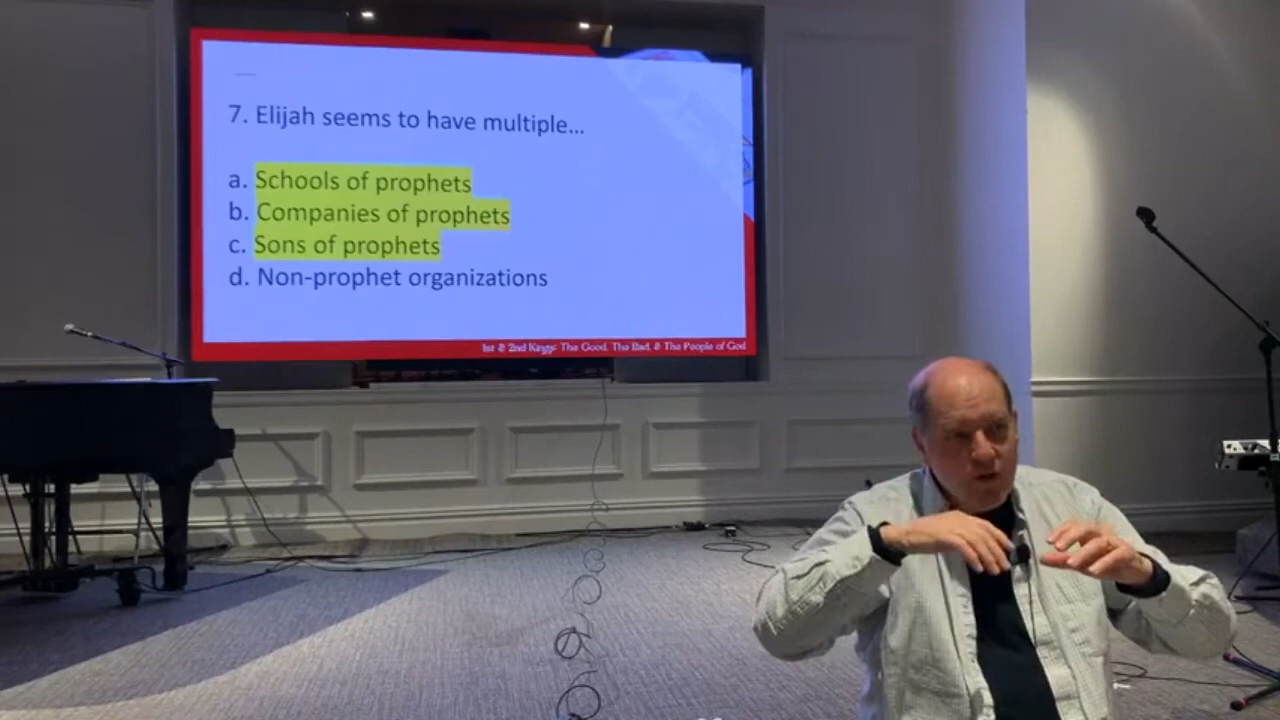 7. Elijah seems to have multiple...
a. Schools of prophets
b. Companies of prophets
c. Sons of prophets
d. Non-prophet organizations
1st & 2nd Kings: The Good, The Bad, & The People of God